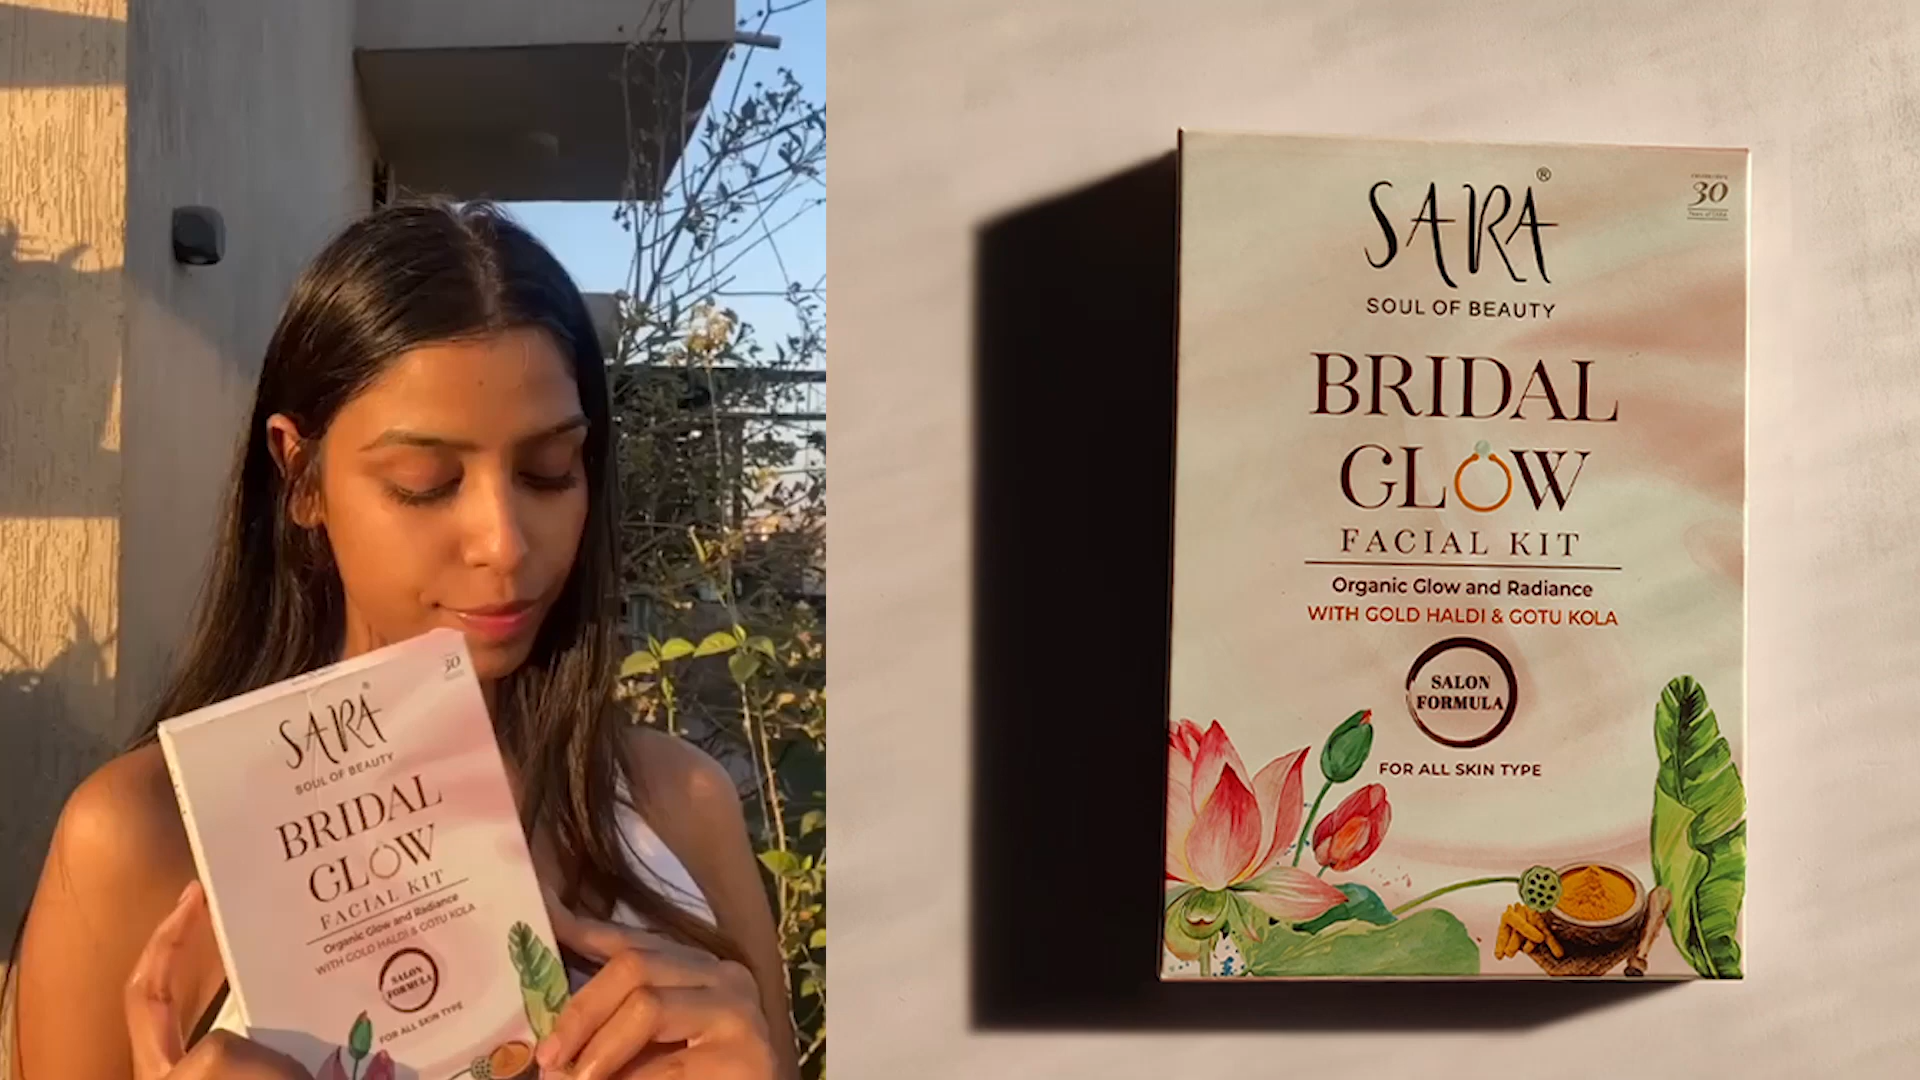 SARA®
SOUL OF BEAUTY
BRIDAL
GLOW
FACIAL KIT
Organic Glow and Radiance
WITH GOLD HALDI & GOTU KOLA
SALON
FORMULA
FOR ALL SKIN TYPE
30
SARA®
SOUL OF BEAUTY
30
BRIDAL
GLOW
FACIAL KIT
Organic Glow and Radiance
WITH GOLD HALDI & GOTU KOLA
SALON
FORMULA
FOR ALL SKIN TYPE